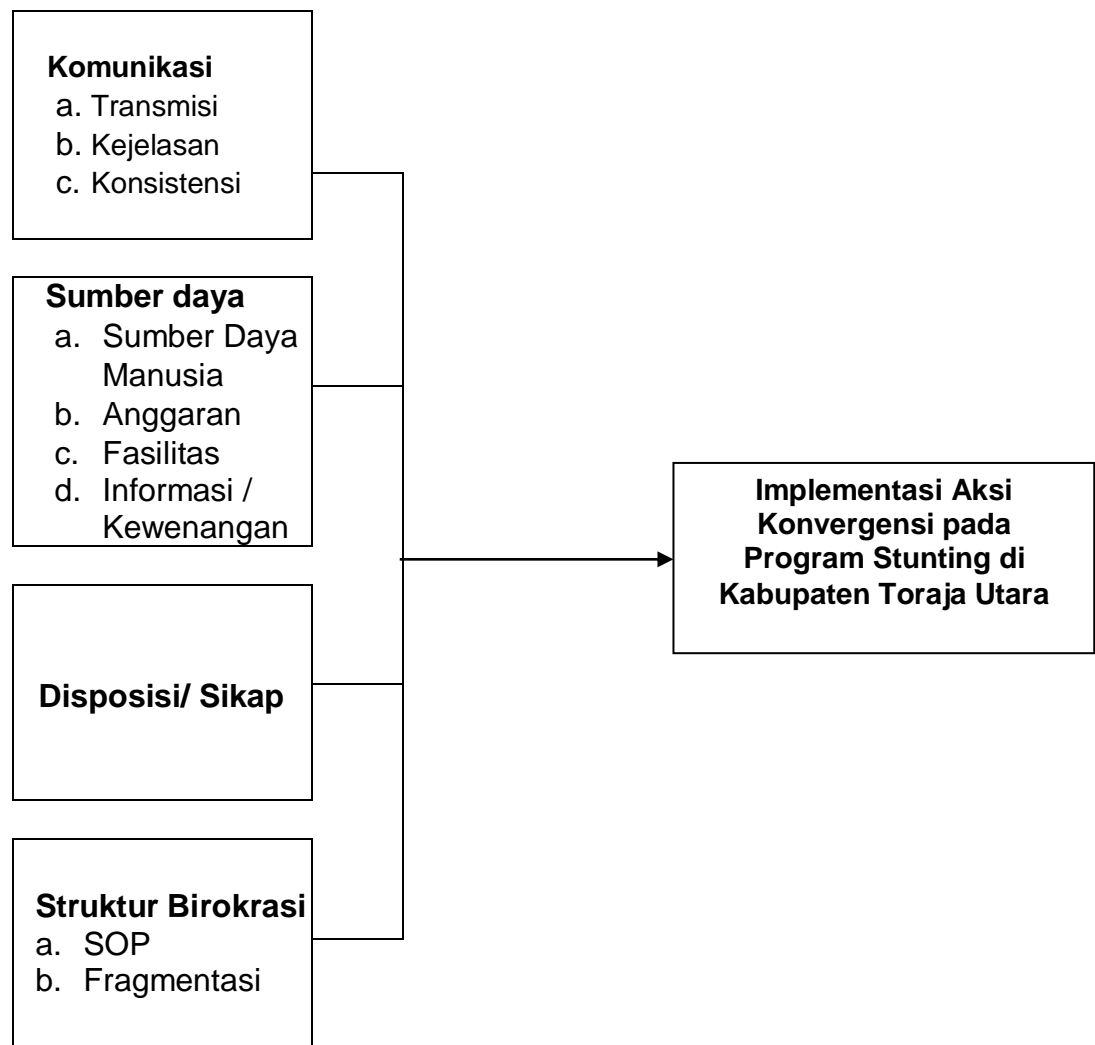 Komunikasi
a. Transmisi
b. Kejelasan
c. Konsistensi
Sumber daya
a. Sumber Daya
Manusia
b. Anggaran
c. Fasilitas
d. Informasi /
Kewenangan
Disposisi/ Sikap
Struktur Birokrasi
a. SOP
b. Fragmentasi
Implementasi Aksi
Konvergensi pada
Program Stunting di
Kabupaten Toraja Utara